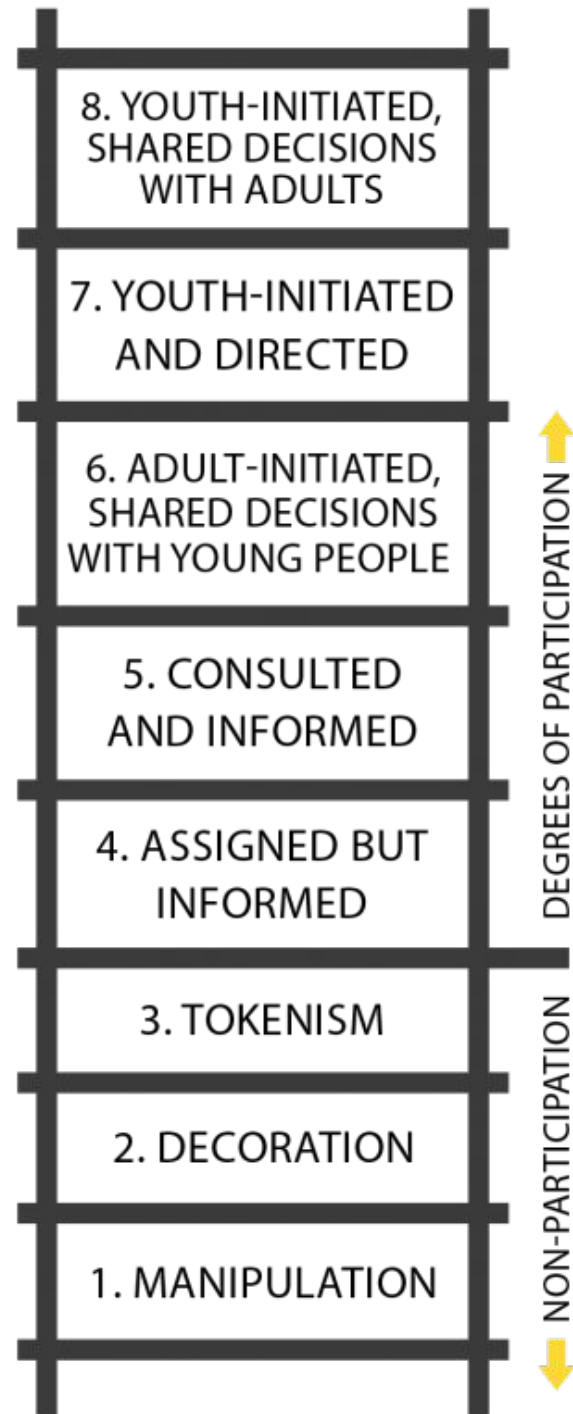 8. YOUTH-INITIATED,
SHARED DECISIONS
WITH ADULTS
7. YOUTH-INITIATED
AND DIRECTED
6. ADULT-INITIATED,
SHARED DECISIONS
WITH YOUNG PEOPLE
5. CONSULTED
AND INFORMED
4. ASSIGNED BUT
INFORMED
3. TOKENISM
2. DECORATION
1. MANIPULATION
DEGREES OF PARTICIPATION
NON-PARTICIPATION